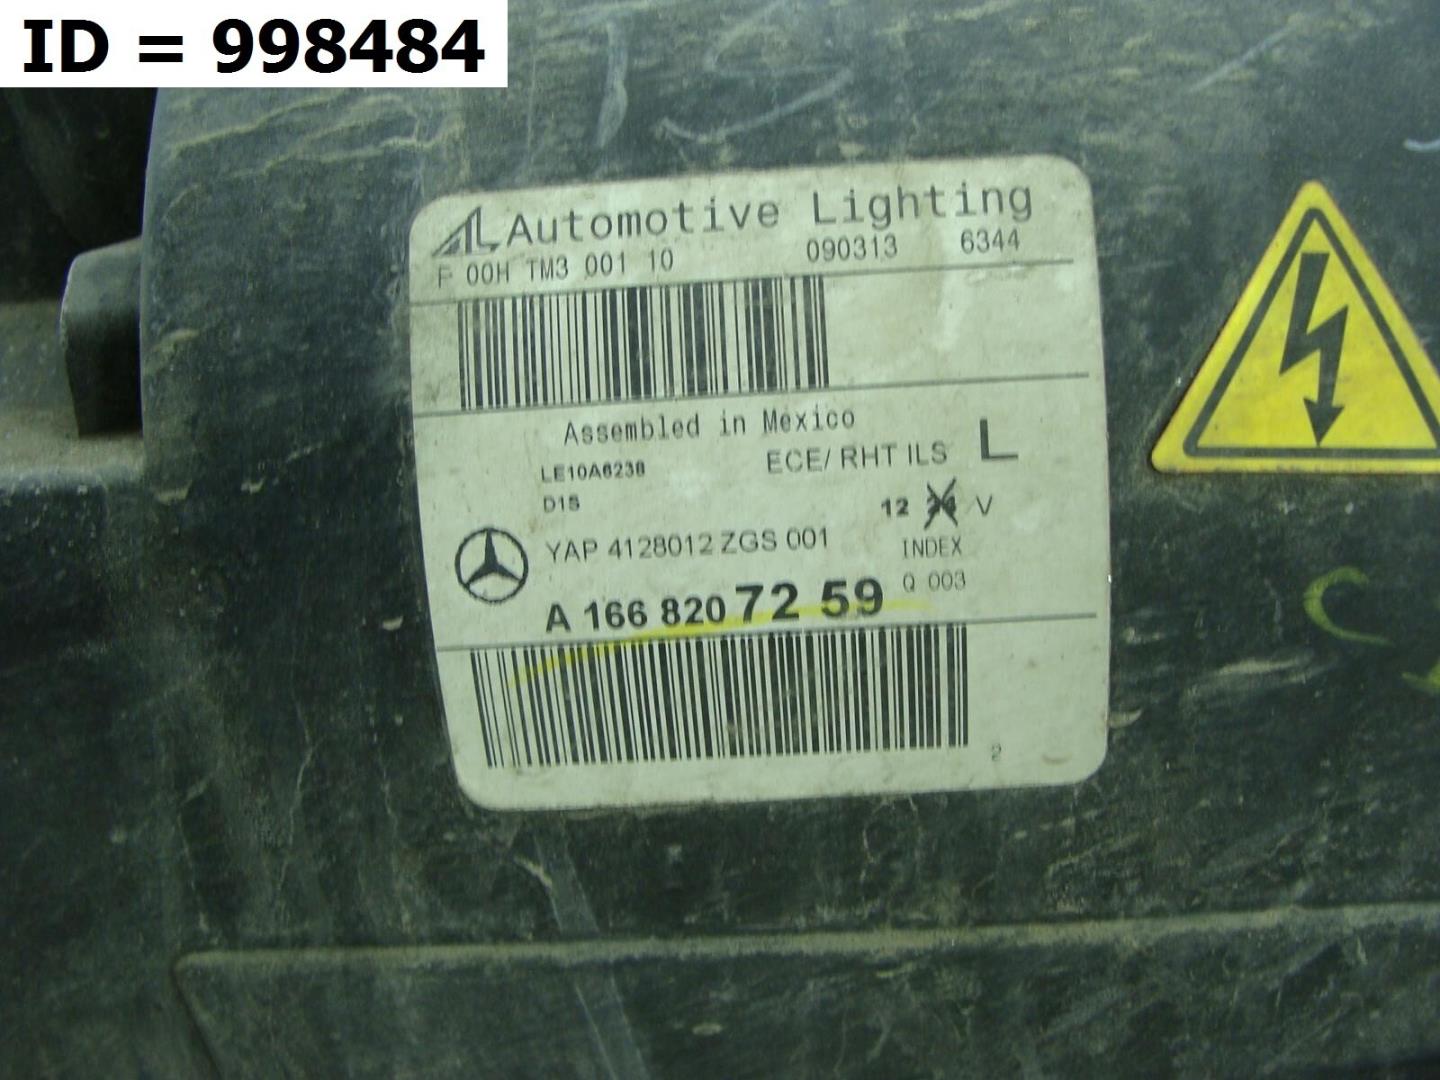 ID = 998484
AL Automotive Lighting
F 00H TM3 001 10 090313 6344
Assembled in Mexico
LE10A6238 ECE/ RHT ILS L
D1S 12 V
YAP 4128012 ZGS 001 INDEX
A 166 820 72 59 Q 003
2